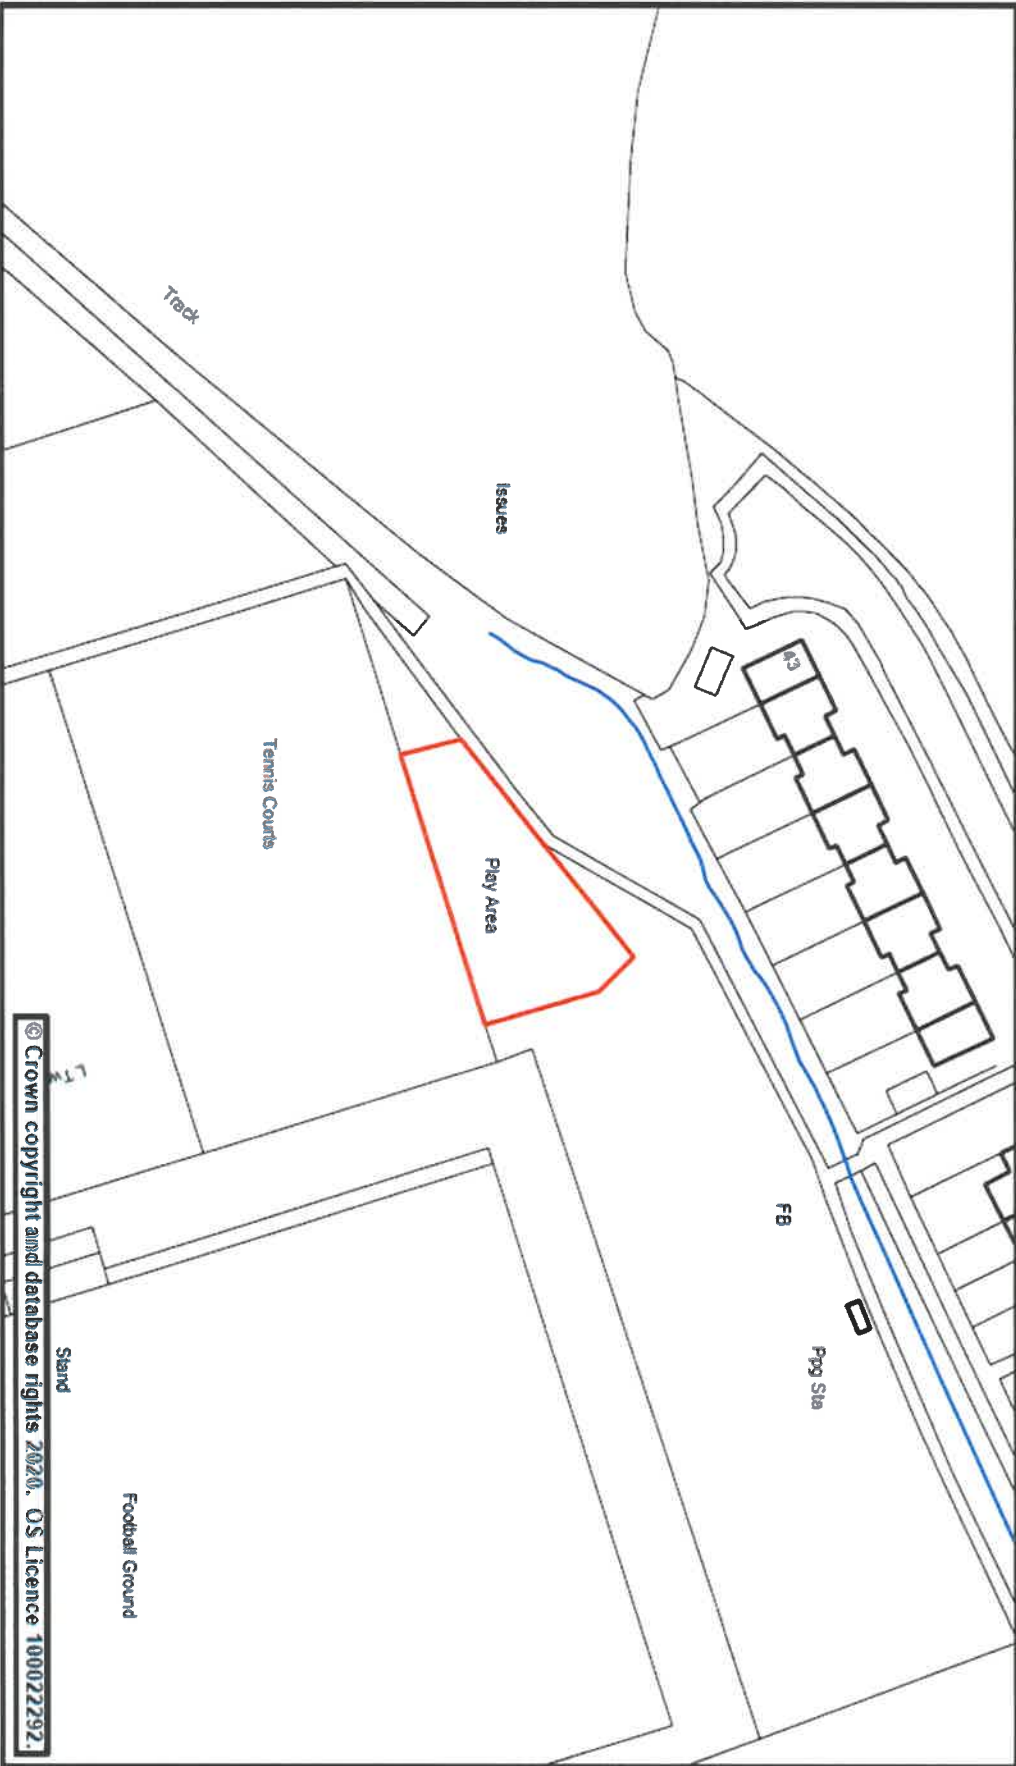 43
Track
Issues
Tennis Courts
Play Area
FB
Ppg Sta
LTW
Stand
Football Ground
© Crown copyright and database rights 2020. OS Licence 100022292.